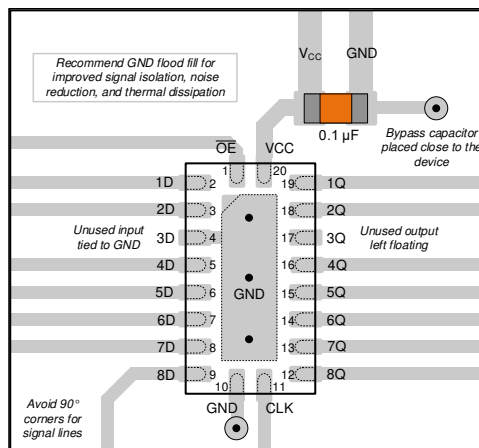 Recommend GND flood fill for
improved signal isolation, noise
reduction, and thermal dissipation
VCC GND
0.1 µF
Bypass capacitor
placed close to the
device
OE VCC
1 20
1D 2 19 1Q
2D 3 18 2Q
Unused input
tied to GND
3D 4 17 3Q
Unused output
left floating
4D 5 16 4Q
5D 6 15 5Q
GND
6D 7 14 6Q
7D 8 13 7Q
8D 9 12 8Q
10 11
GND CLK
Avoid 90°
corners for
signal lines